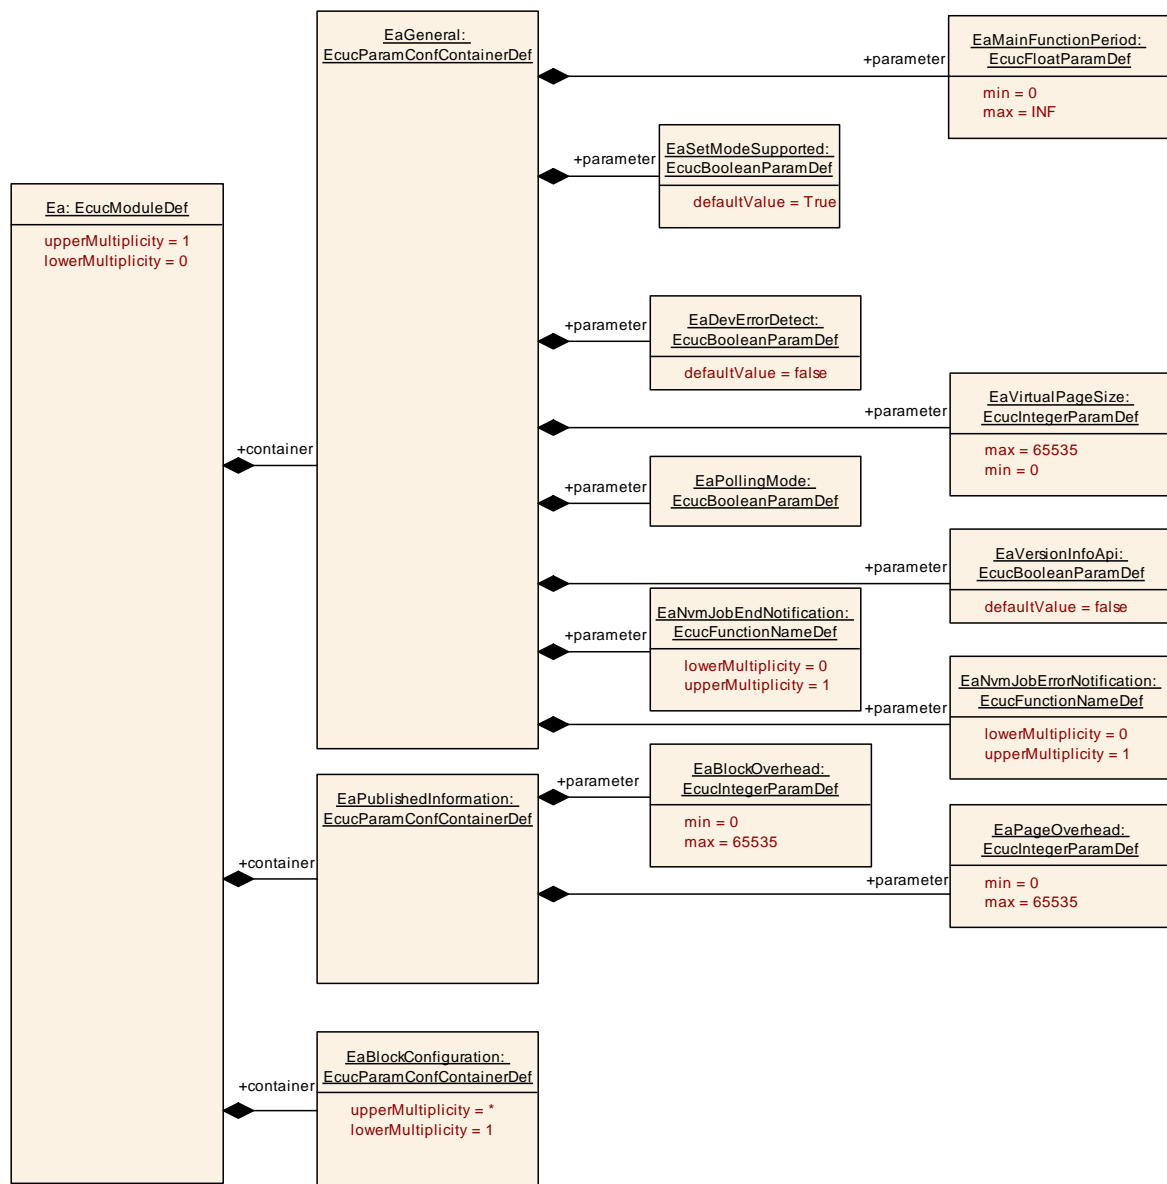 EaGeneral:
EcucParamConfContainerDef
+parameter
EaMainFunctionPeriod:
EcucFloatParamDef
min = 0
max = INF
+parameter
EaSetModeSupported:
EcucBooleanParamDef
defaultValue = True
Ea: EcucModuleDef
upperMultiplicity = 1
lowerMultiplicity = 0
+parameter
EaDevErrorDetect:
EcucBooleanParamDef
defaultValue = false
+parameter
EaVirtualPageSize:
EcucIntegerParamDef
max = 65535
min = 0
+container
+parameter
EaPollingMode:
EcucBooleanParamDef
+parameter
EaVersionInfoApi:
EcucBooleanParamDef
defaultValue = false
+parameter
EaNvmJobEndNotification:
EcucFunctionNameDef
lowerMultiplicity = 0
upperMultiplicity = 1
+parameter
EaNvmJobErrorNotification:
EcucFunctionNameDef
lowerMultiplicity = 0
upperMultiplicity = 1
EaPublishedInformation:
EcucParamConfContainerDef
+parameter
EaBlockOverhead:
EcucIntegerParamDef
min = 0
max = 65535
+container
+parameter
EaPageOverhead:
EcucIntegerParamDef
min = 0
max = 65535
+container
EaBlockConfiguration:
EcucParamConfContainerDef
upperMultiplicity = *
lowerMultiplicity = 1